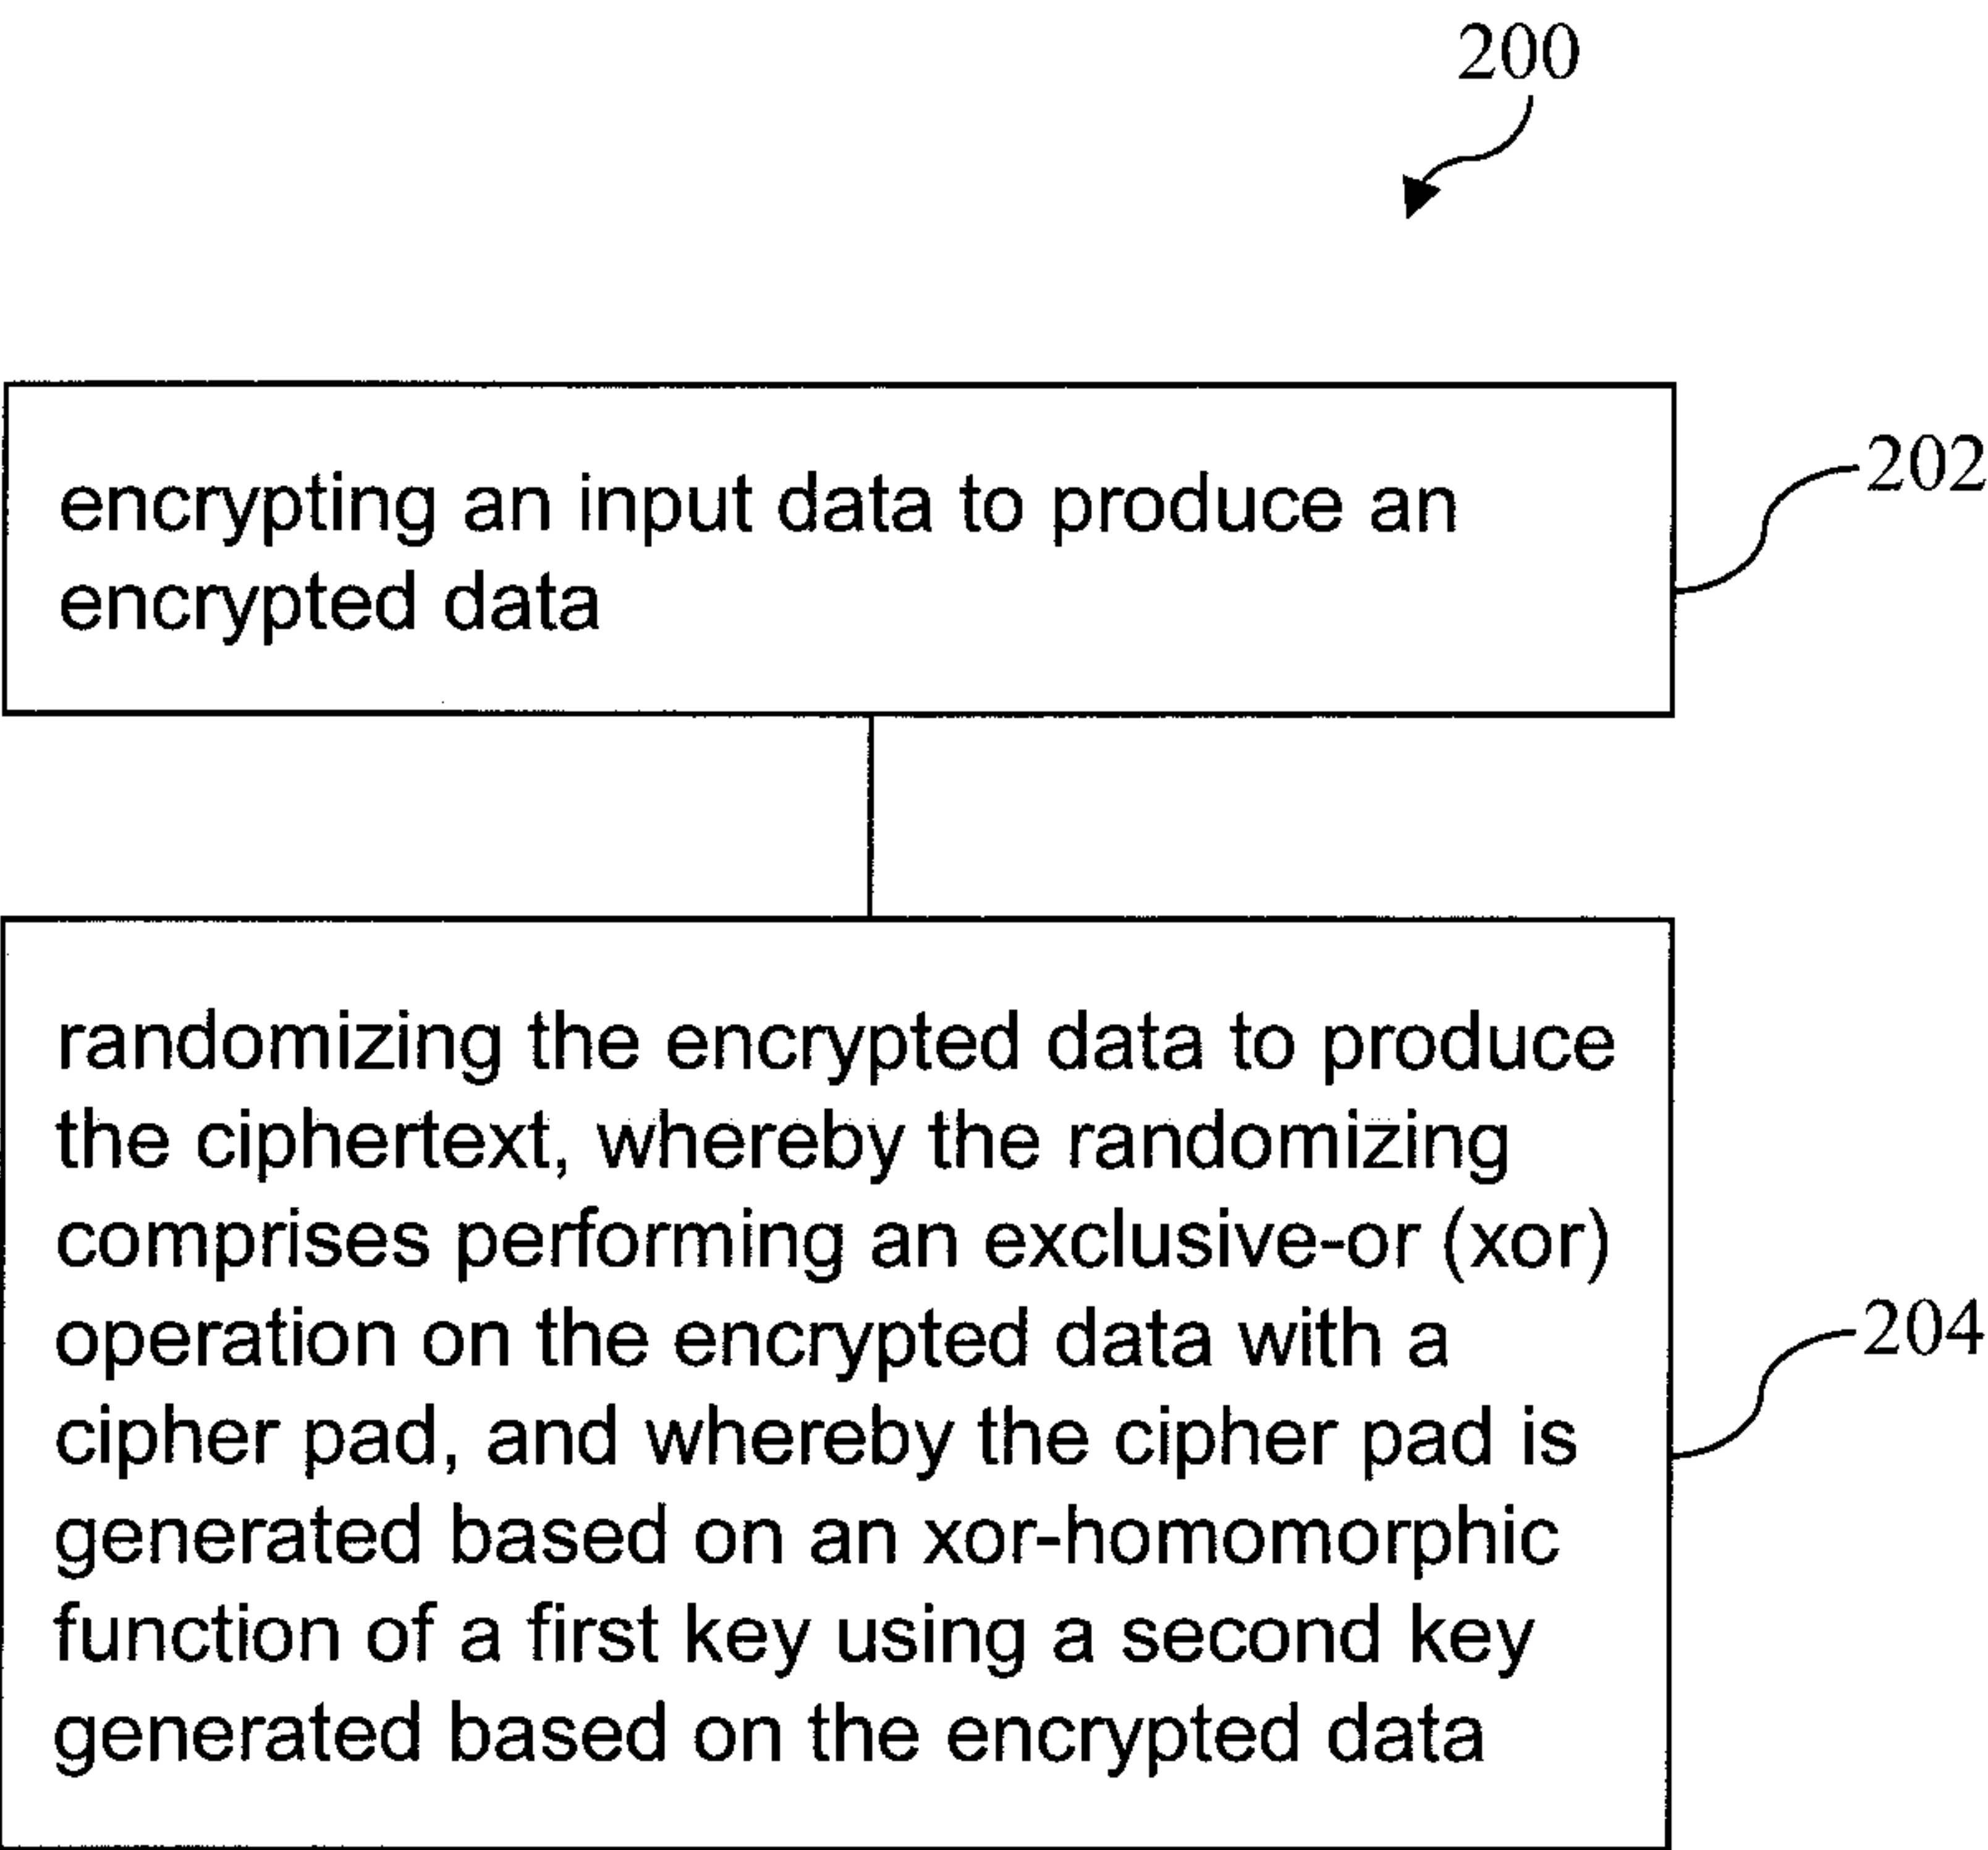 200
encrypting an input data to produce an
encrypted data
202
randomizing the encrypted data to produce
the ciphertext, whereby the randomizing
comprises performing an exclusive-or (xor)
operation on the encrypted data with a
cipher pad, and whereby the cipher pad is
generated based on an xor-homomorphic
function of a first key using a second key
generated based on the encrypted data
204